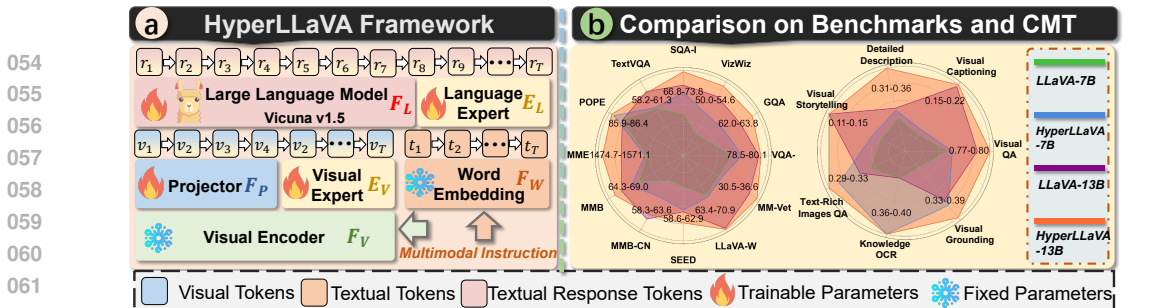 054
055
056
057
058
059
060
061
a HyperLLaVA Framework
r1 r2 r3 r4 r5 r6 r7 r8 r9 ... rT
Large Language Model FL
Vicuna v1.5
Language
Expert EL
v1 v2 v3 v4 v2 ... vT
t1 t2 ... tT
Projector FP
Visual
Expert EV
Word
Embedding FW
Visual Encoder FV
Multimodal Instruction
b Comparison on Benchmarks and CMT
SQA-I
VizWiz
GQA
VQA-
MM-Vet
LLaVA-W
SEED
MMB-CN
MMB
MME
POPE
TextVQA
66.8-73.8
50.0-54.6
62.0-63.8
78.5-80.1
30.5-36.6
63.4-70.9
58.6-62.9
58.3-63.6
64.3-69.0
1474.7-1571.1
85.9-86.4
58.2-61.3
Detailed
Description
Visual
Captioning
Visual
QA
Visual
Grounding
Knowledge
OCR
Text-Rich
Images QA
Visual
Storytelling
0.31-0.36
0.15-0.22
0.77-0.80
0.33-0.39
0.36-0.40
0.29-0.33
0.11-0.15
LLaVA-7B
HyperLLaVA
-7B
LLaVA-13B
HyperLLaVA
-13B
Visual Tokens
Textual Tokens
Textual Response Tokens
Trainable Parameters
Fixed Parameters